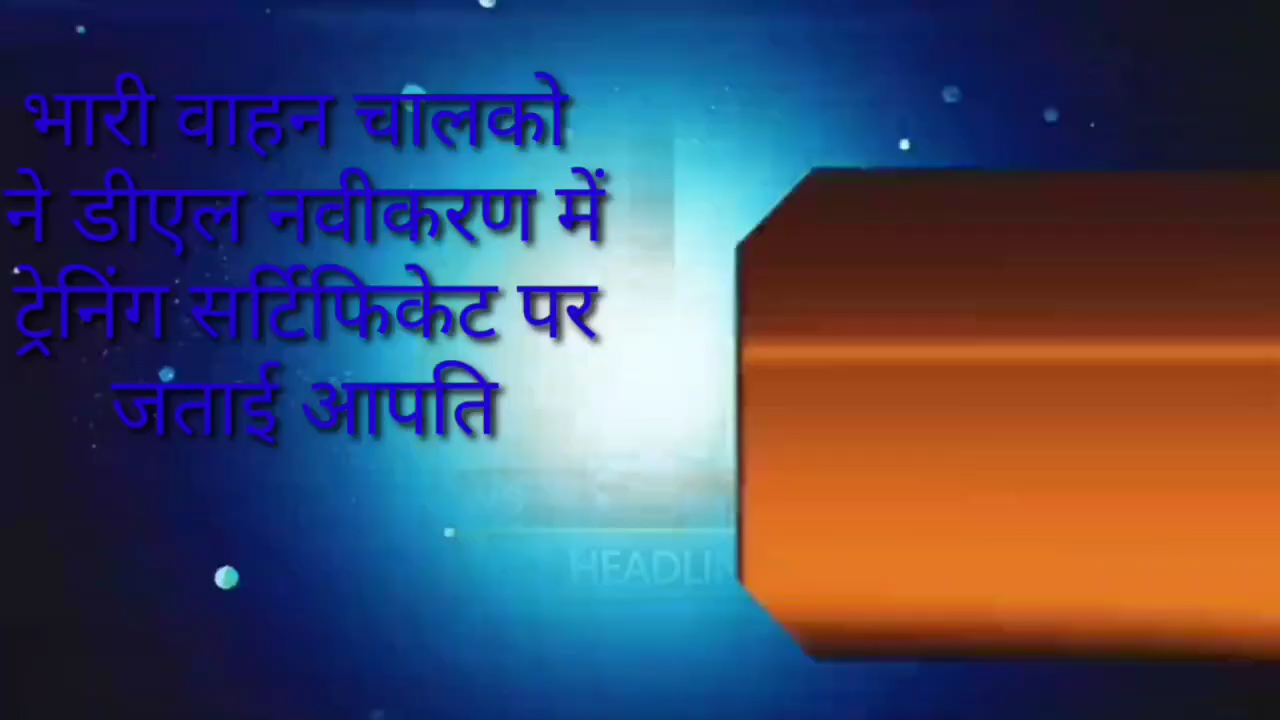 भारी वाहन चालको
ने डीएल नवीकरण में
ट्रेनिंग सर्टिफिकेट पर
जताई आपति